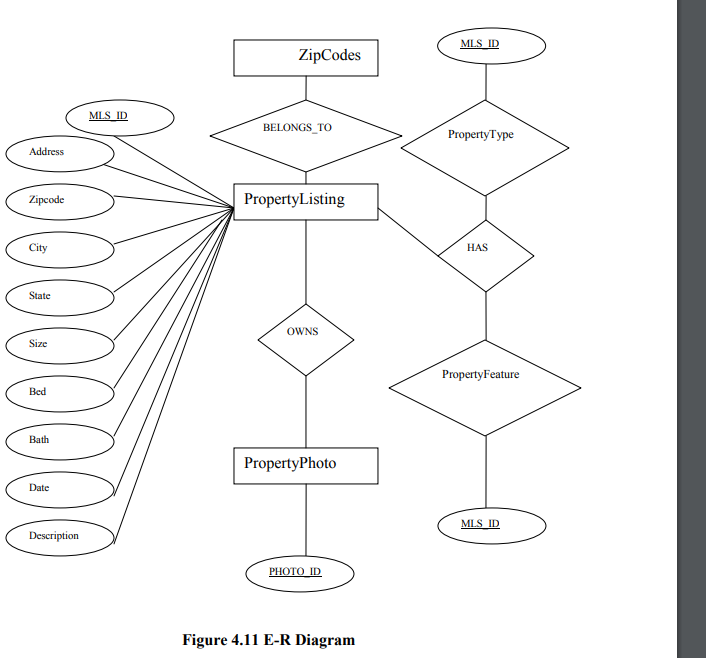 ZipCodes
MLS_ID
MLS_ID
BELONGS_TO
PropertyType
Address
Zipcode
PropertyListing
City
HAS
State
Size
OWNS
Bed
PropertyFeature
Bath
PropertyPhoto
Date
MLS_ID
Description
PHOTO_ID
Figure 4.11 E-R Diagram